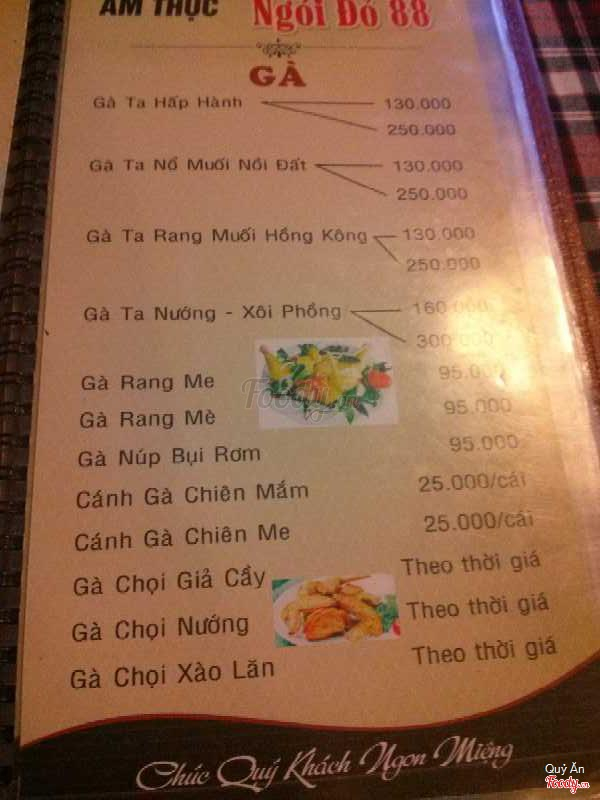 ẨM THỰC Ngói Đỏ 88
GÀ
Gà Ta Hấp Hành 130.000
250.000
Gà Ta Nổ Muối Nồi Đất 130.000
250.000
Gà Ta Rang Muối Hồng Kông 130.000
250.000
Gà Ta Nướng - Xôi Phồng 160.000
300.000
Gà Rang Me 95.000
Gà Rang Mè 95.000
Gà Núp Bụi Rơm 95.000
Cánh Gà Chiên Mắm 25.000/cái
Cánh Gà Chiên Me 25.000/cái
Gà Chọi Giả Cầy Theo thời giá
Gà Chọi Nướng Theo thời giá
Gà Chọi Xào Lăn Theo thời giá
Chúc Quý Khách Ngon Miệng
Foody.vn
Quỷ Ăn
Foody.vn